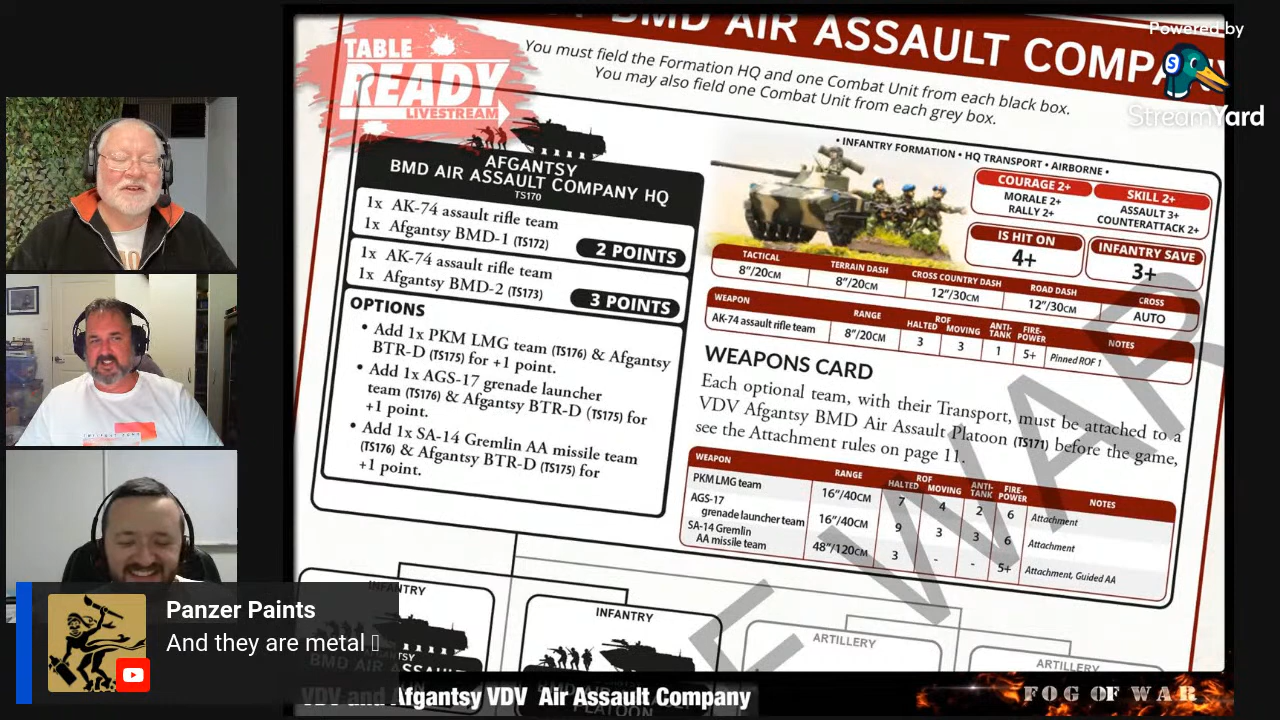 BMD AIR ASSAULT COMPANY
You must field the Formation HQ and one Combat Unit from each black box.
You may also field one Combat Unit from each grey box.
TABLE
READY
LIVESTREAM
Powered by
StreamYard
AFGANTSY
BMD AIR ASSAULT COMPANY HQ
TS170
1x AK-74 assault rifle team
1x Afgantsy BMD-1 (TS172)
2 POINTS
1x AK-74 assault rifle team
1x Afgantsy BMD-2 (TS173)
3 POINTS
OPTIONS
• Add 1x PKM LMG team (TS176) & Afgantsy
BTR-D (TS175) for +1 point.
• Add 1x AGS-17 grenade launcher
team (TS176) & Afgantsy BTR-D (TS175) for
+1 point.
• Add 1x SA-14 Gremlin AA missile team
(TS176) & Afgantsy BTR-D (TS175) for
+1 point.
• INFANTRY FORMATION • HQ TRANSPORT • AIRBORNE •
COURAGE 2+
MORALE 2+
RALLY 2+
SKILL 2+
ASSAULT 3+
COUNTERATTACK 2+
IS HIT ON
4+
INFANTRY SAVE
3+
TACTICAL TERRAIN DASH CROSS COUNTRY DASH ROAD DASH CROSS
8"/20CM 8"/20CM 12"/30CM 12"/30CM AUTO
WEAPON RANGE ROF HALTED MOVING ANTI-TANK FIRE-POWER NOTES
AK-74 assault rifle team 8"/20CM 3 3 1 5+ Pinned ROF 1
WEAPONS CARD
Each optional team, with their Transport, must be attached to a
VDV Afgantsy BMD Air Assault Platoon (TS171) before the game,
see the Attachment rules on page 11.
WEAPON RANGE ROF HALTED MOVING ANTI-TANK FIRE-POWER NOTES
PKM LMG team 16"/40CM 7 4 2 6 Attachment
AGS-17
grenade launcher team 16"/40CM 9 3 3 6 Attachment
SA-14 Gremlin
AA missile team 48"/120CM 3 - - 5+ Attachment, Guided AA
E WAR
INFANTRY
BMD AIR ASSAULT
INFANTRY
PLATOON
ARTILLERY
ARTILLERY
Panzer Paints
And they are metal
VDV and Afgantsy VDV Air Assault Company
FOG OF WAR